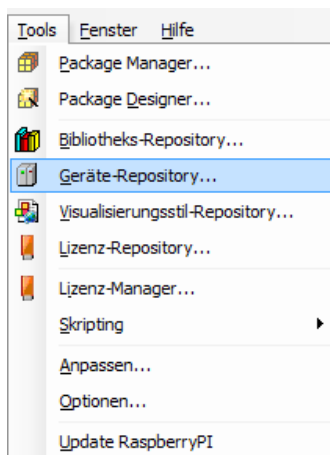 Tools Fenster Hilfe
Package Manager...
Package Designer...
Bibliotheks-Repository...
Geräte-Repository...
Visualisierungsstil-Repository...
Lizenz-Repository...
Lizenz-Manager...
Skripting
Anpassen...
Optionen...
Update RaspberryPI